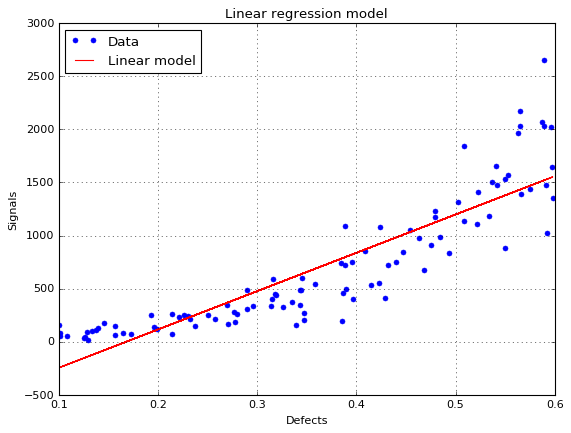 Linear regression model
3000
2500
2000
1500
1000
500
0
−500
Signals
Data
Linear model
0.1 0.2 0.3 0.4 0.5 0.6
Defects